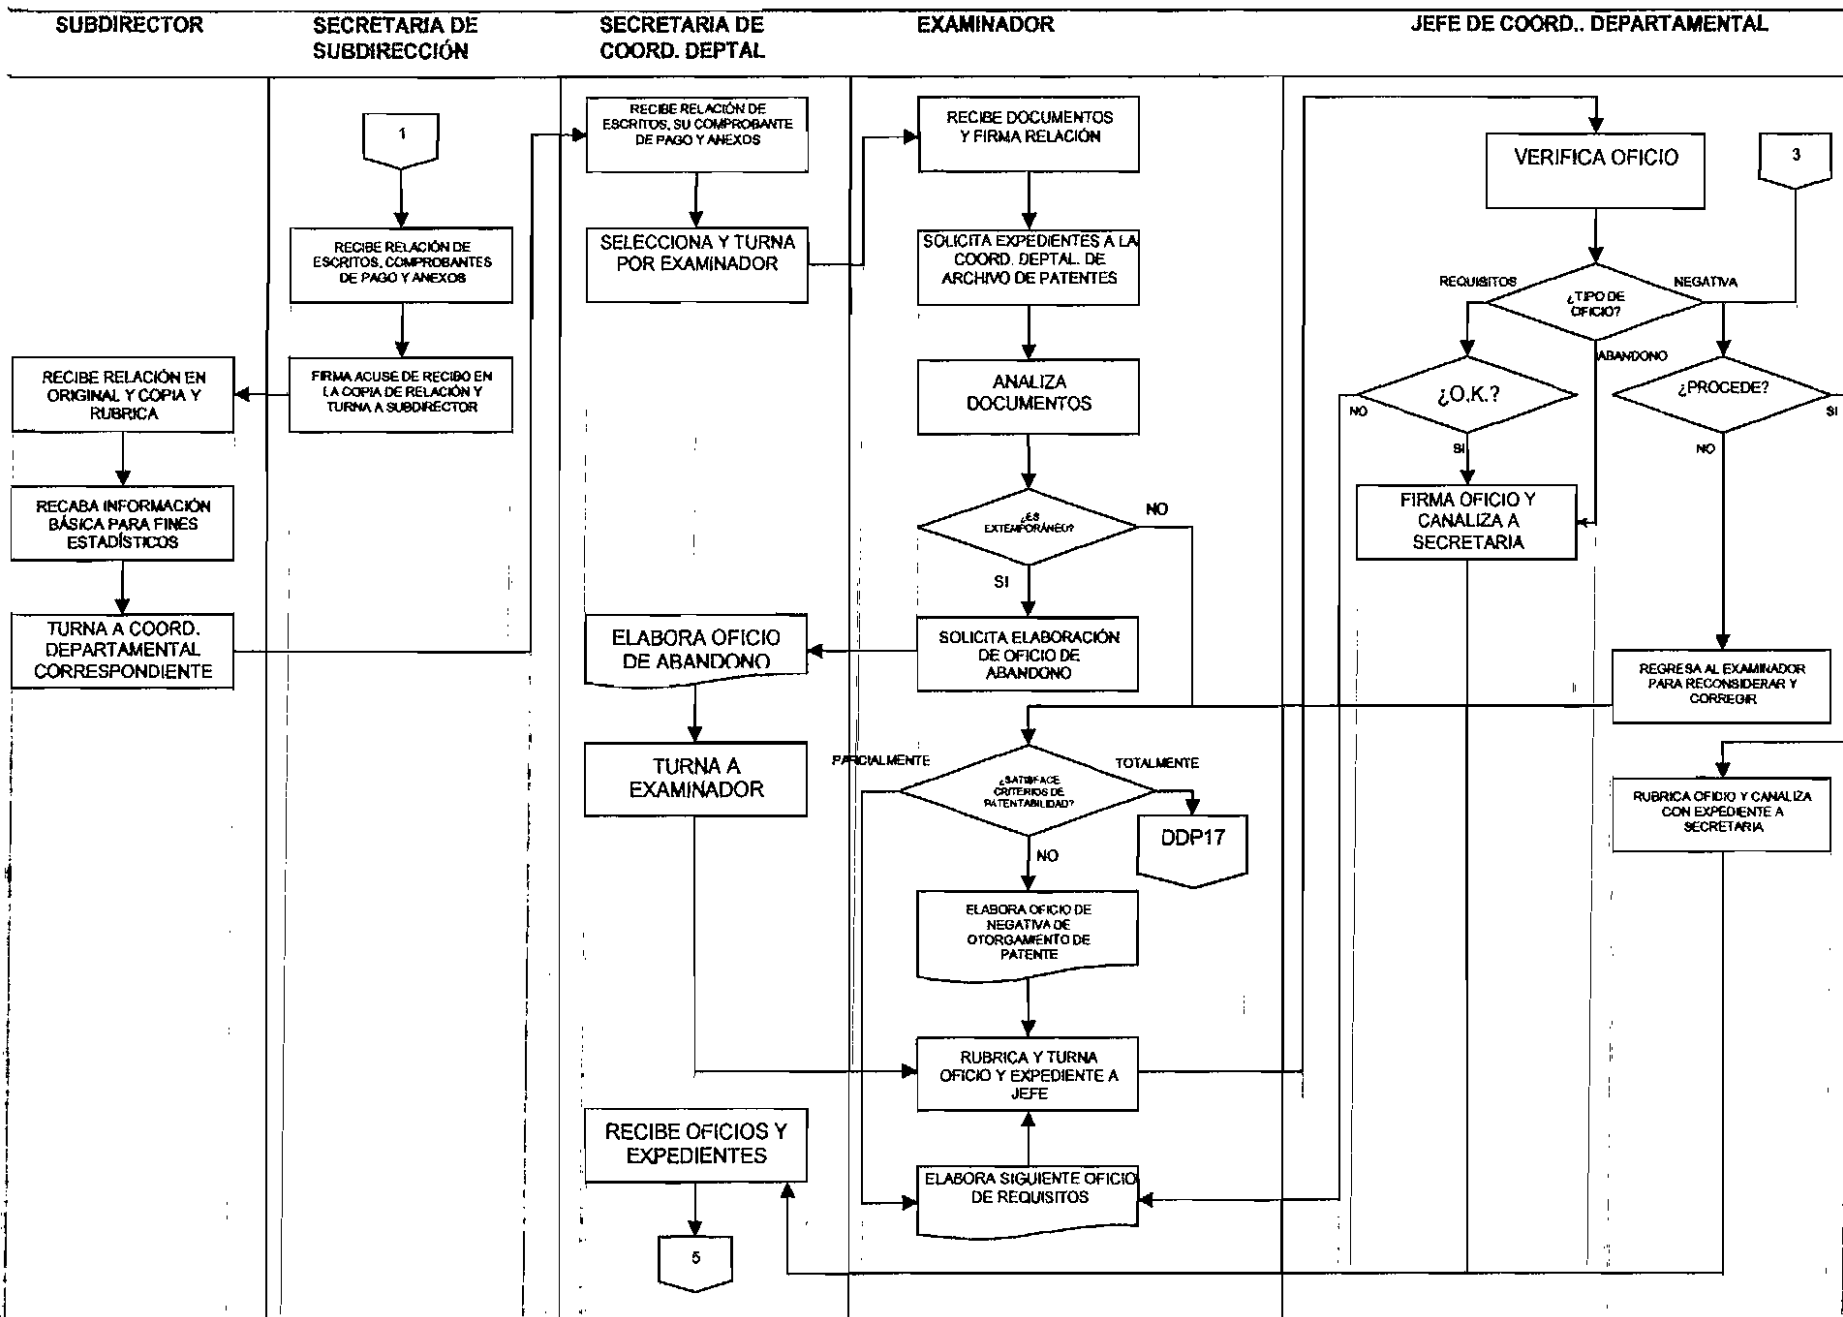 SUBDIRECTOR
SECRETARIA DE
SUBDIRECCIÓN
SECRETARIA DE
COORD. DEPTAL
EXAMINADOR
JEFE DE COORD.. DEPARTAMENTAL
1
RECIBE RELACIÓN DE
ESCRITOS, COMPROBANTES
DE PAGO Y ANEXOS
FIRMA ACUSE DE RECIBO EN
LA COPIA DE RELACIÓN Y
TURNA A SUBDIRECTOR
RECIBE RELACIÓN EN
ORIGINAL Y COPIA Y
RUBRICA
RECABA INFORMACIÓN
BÁSICA PARA FINES
ESTADÍSTICOS
TURNA A COORD.
DEPARTAMENTAL
CORRESPONDIENTE
RECIBE RELACIÓN DE
ESCRITOS, SU COMPROBANTE
DE PAGO Y ANEXOS
SELECCIONA Y TURNA
POR EXAMINADOR
RECIBE DOCUMENTOS
Y FIRMA RELACIÓN
SOLICITA EXPEDIENTES A LA
COORD. DEPTAL. DE
ARCHIVO DE PATENTES
ANALIZA
DOCUMENTOS
¿ES
EXTEMPORÁNEO?
NO
SI
SOLICITA ELABORACIÓN
DE OFICIO DE
ABANDONO
ELABORA OFICIO
DE ABANDONO
TURNA A
EXAMINADOR
PARCIALMENTE
¿SATISFACE
CRITERIOS DE
PATENTABILIDAD?
TOTALMENTE
DDP17
NO
ELABORA OFICIO DE
NEGATIVA DE
OTORGAMIENTO DE
PATENTE
RUBRICA Y TURNA
OFICIO Y EXPEDIENTE A
JEFE
ELABORA SIGUIENTE OFICIO
DE REQUISITOS
RECIBE OFICIOS Y
EXPEDIENTES
5
VERIFICA OFICIO
3
REQUISITOS
¿TIPO DE
OFICIO?
NEGATIVA
ABANDONO
¿O.K.?
NO
SI
¿PROCEDE?
SI
NO
FIRMA OFICIO Y
CANALIZA A
SECRETARIA
REGRESA AL EXAMINADOR
PARA RECONSIDERAR Y
CORREGIR
RUBRICA OFICIO Y CANALIZA
CON EXPEDIENTE A
SECRETARIA